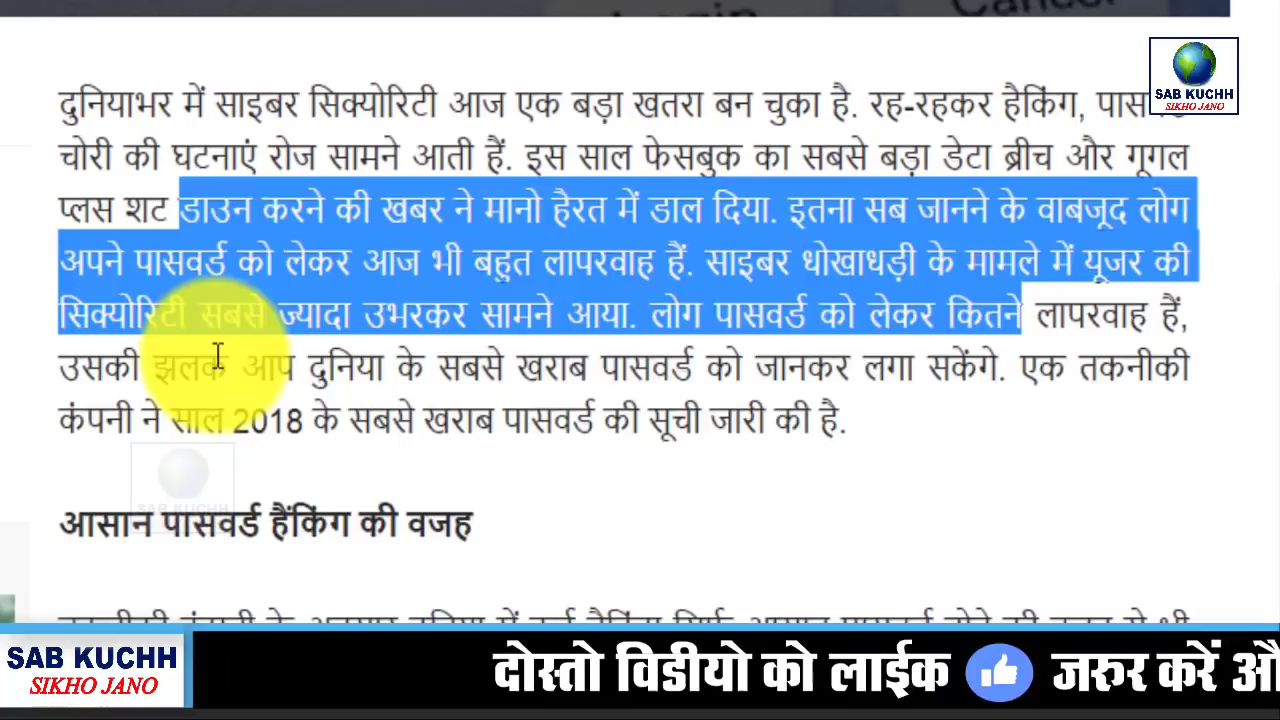 दुनियाभर में साइबर सिक्योरिटी आज एक बड़ा खतरा बन चुका है. रह-रहकर हैकिंग,
SAB KUCHH
SIKHO JANO
चोरी की घटनाएं रोज सामने आती हैं. इस साल फेसबुक का सबसे बड़ा डेटा ब्रीच और गूगल
प्लस शट डाउन करने की खबर ने मानो हैरत में डाल दिया. इतना सब जानने के वाबजूद लोग
अपने पासवर्ड को लेकर आज भी बहुत लापरवाह हैं. साइबर धोखाधड़ी के मामले में यूजर की
सिक्योरिटी सबसे ज्यादा उभरकर सामने आया. लोग पासवर्ड को लेकर कितने लापरवाह हैं,
उसकी झलक आप दुनिया के सबसे खराब पासवर्ड को जानकर लगा सकेंगे. एक तकनीकी
कंपनी ने साल 2018 के सबसे खराब पासवर्ड की सूची जारी की है.
SAB KUCHH
आसान पासवर्ड हैंकिंग की वजह
SAB KUCHH
SIKHO JANO
दोस्तो विडीयो को लाईक जरुर करें